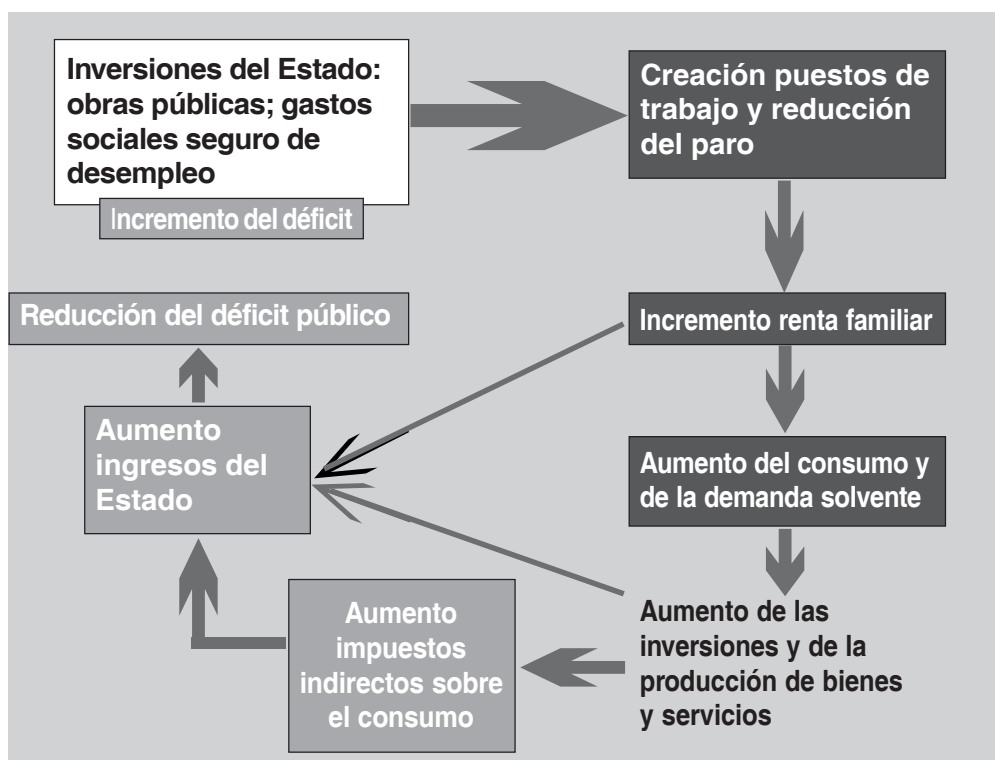 Inversiones del Estado:
obras públicas; gastos
sociales seguro de
desempleo
Incremento del déficit
Creación puestos de
trabajo y reducción
del paro
Incremento renta familiar
Aumento del consumo y
de la demanda solvente
Aumento de las
inversiones y de la
producción de bienes
y servicios
Aumento
impuestos
indirectos sobre
el consumo
Aumento
ingresos del
Estado
Reducción del déficit público